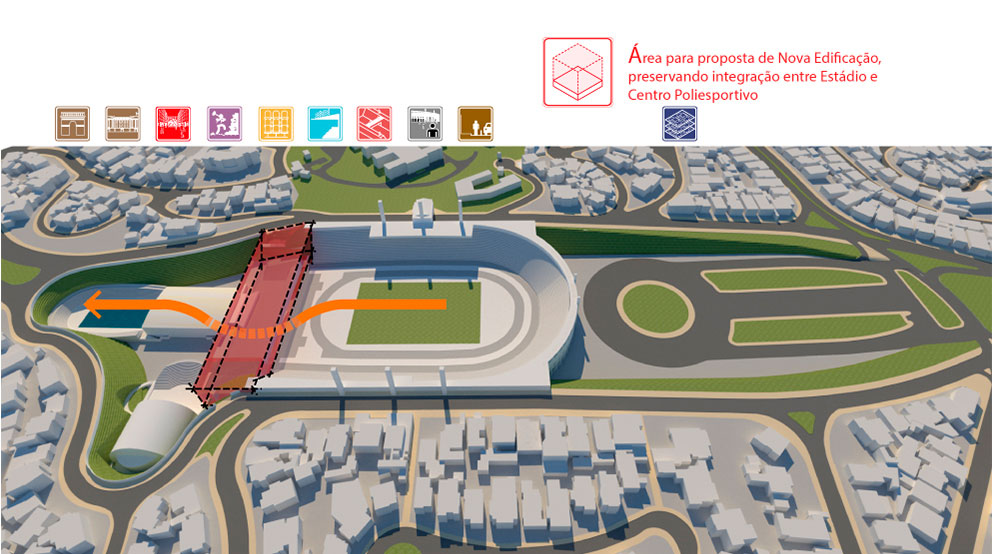 Área para proposta de Nova Edificação,
preservando integração entre Estádio e
Centro Poliesportivo